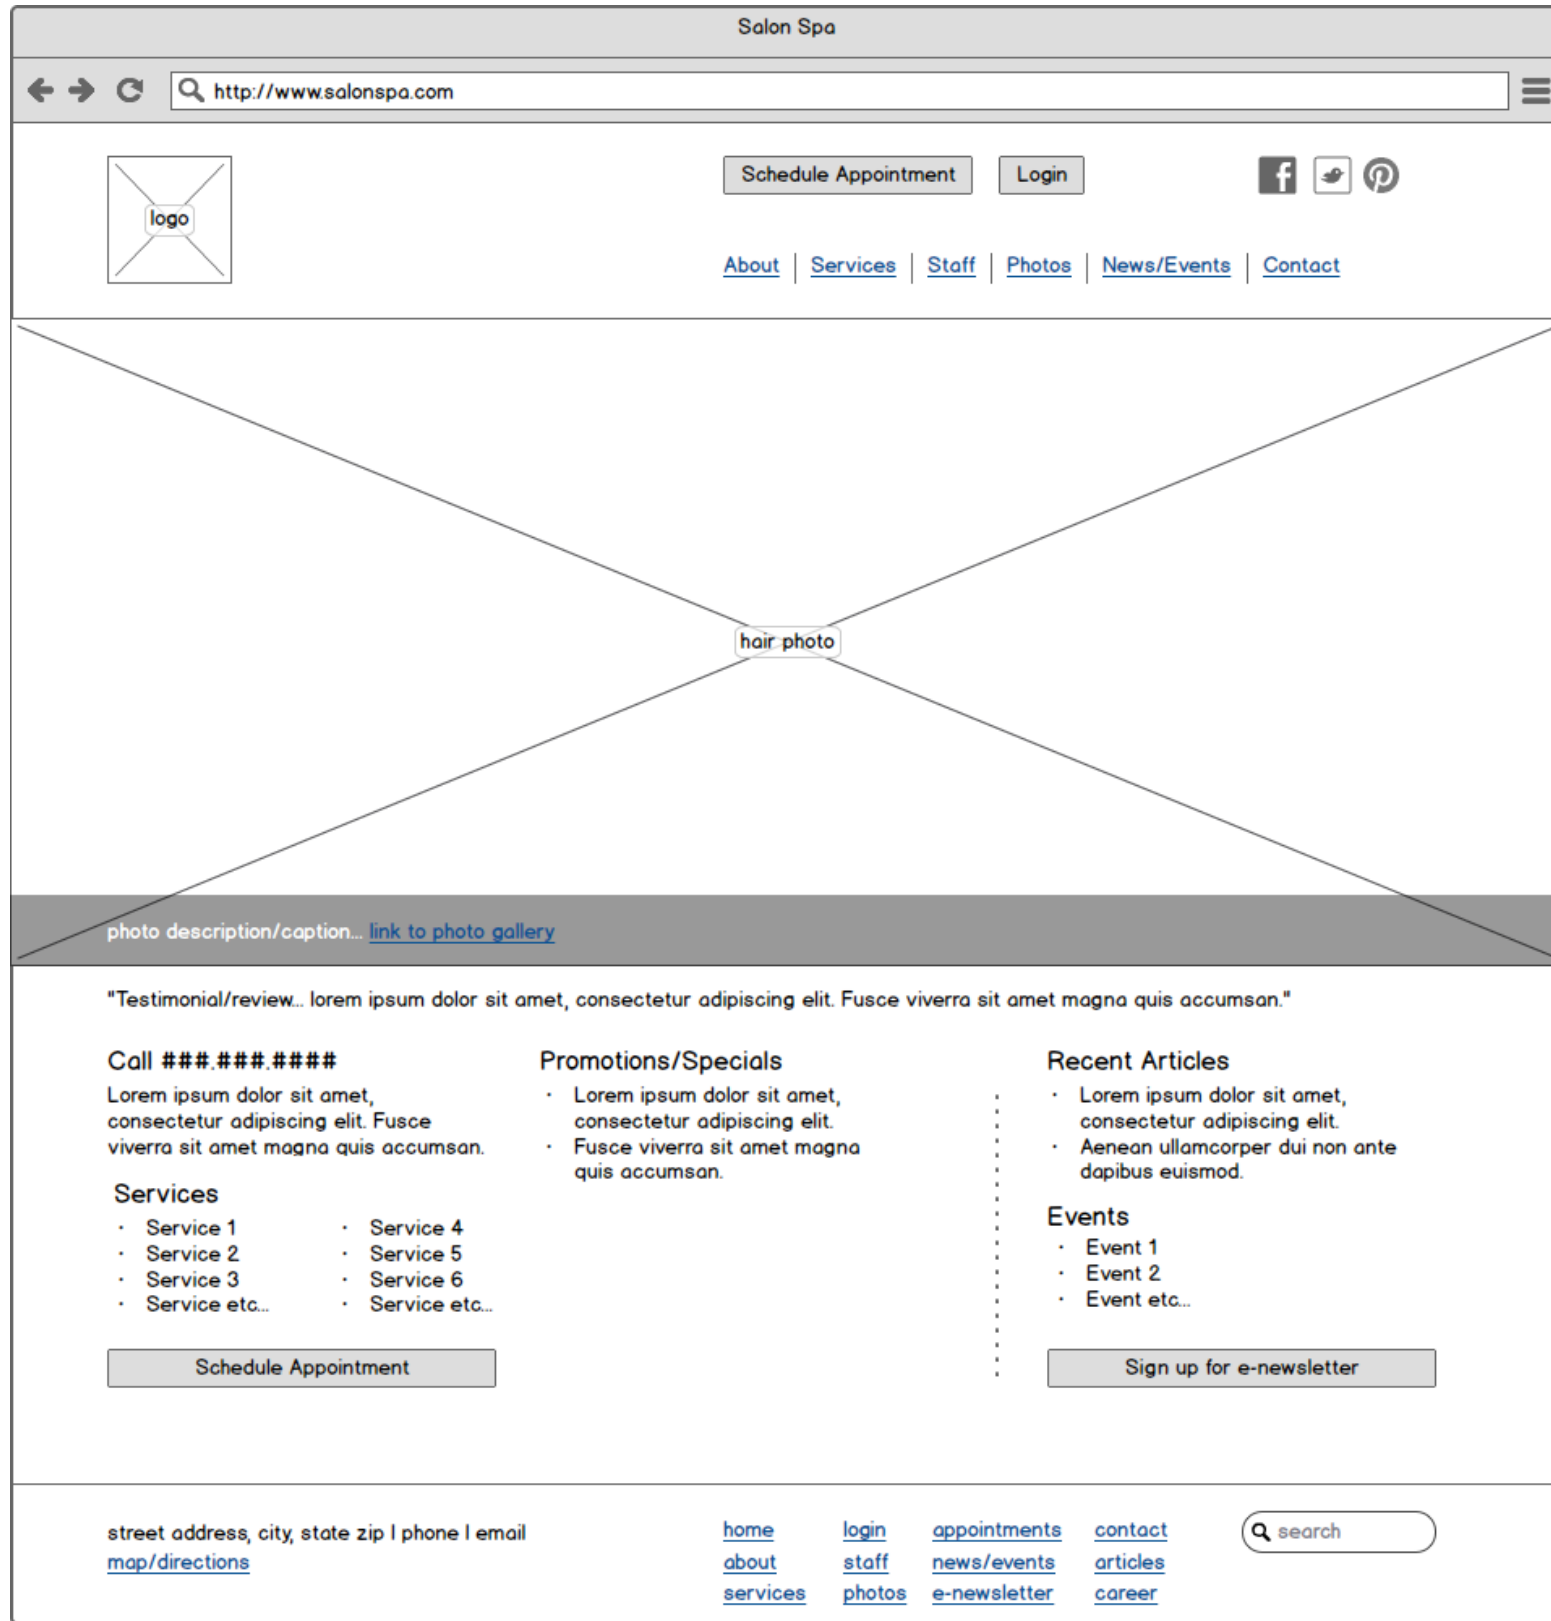 Salon Spa
http://www.salonspa.com
logo
Schedule Appointment
Login
About
Services
Staff
Photos
News/Events
Contact
hair photo
photo description/caption... link to photo gallery
"Testimonial/review... lorem ipsum dolor sit amet, consectetur adipiscing elit. Fusce viverra sit amet magna quis accumsan."
Call ###.###.####
Lorem ipsum dolor sit amet,
consectetur adipiscing elit. Fusce
viverra sit amet magna quis accumsan.
Services
· Service 1
· Service 2
· Service 3
· Service etc...
· Service 4
· Service 5
· Service 6
· Service etc...
Schedule Appointment
Promotions/Specials
· Lorem ipsum dolor sit amet,
consectetur adipiscing elit.
· Fusce viverra sit amet magna
quis accumsan.
Recent Articles
· Lorem ipsum dolor sit amet,
consectetur adipiscing elit.
· Aenean ullamcorper dui non ante
dapibus euismod.
Events
· Event 1
· Event 2
· Event etc...
Sign up for e-newsletter
street address, city, state zip | phone | email
map/directions
home
about
services
login
staff
photos
appointments
news/events
e-newsletter
contact
articles
career
search